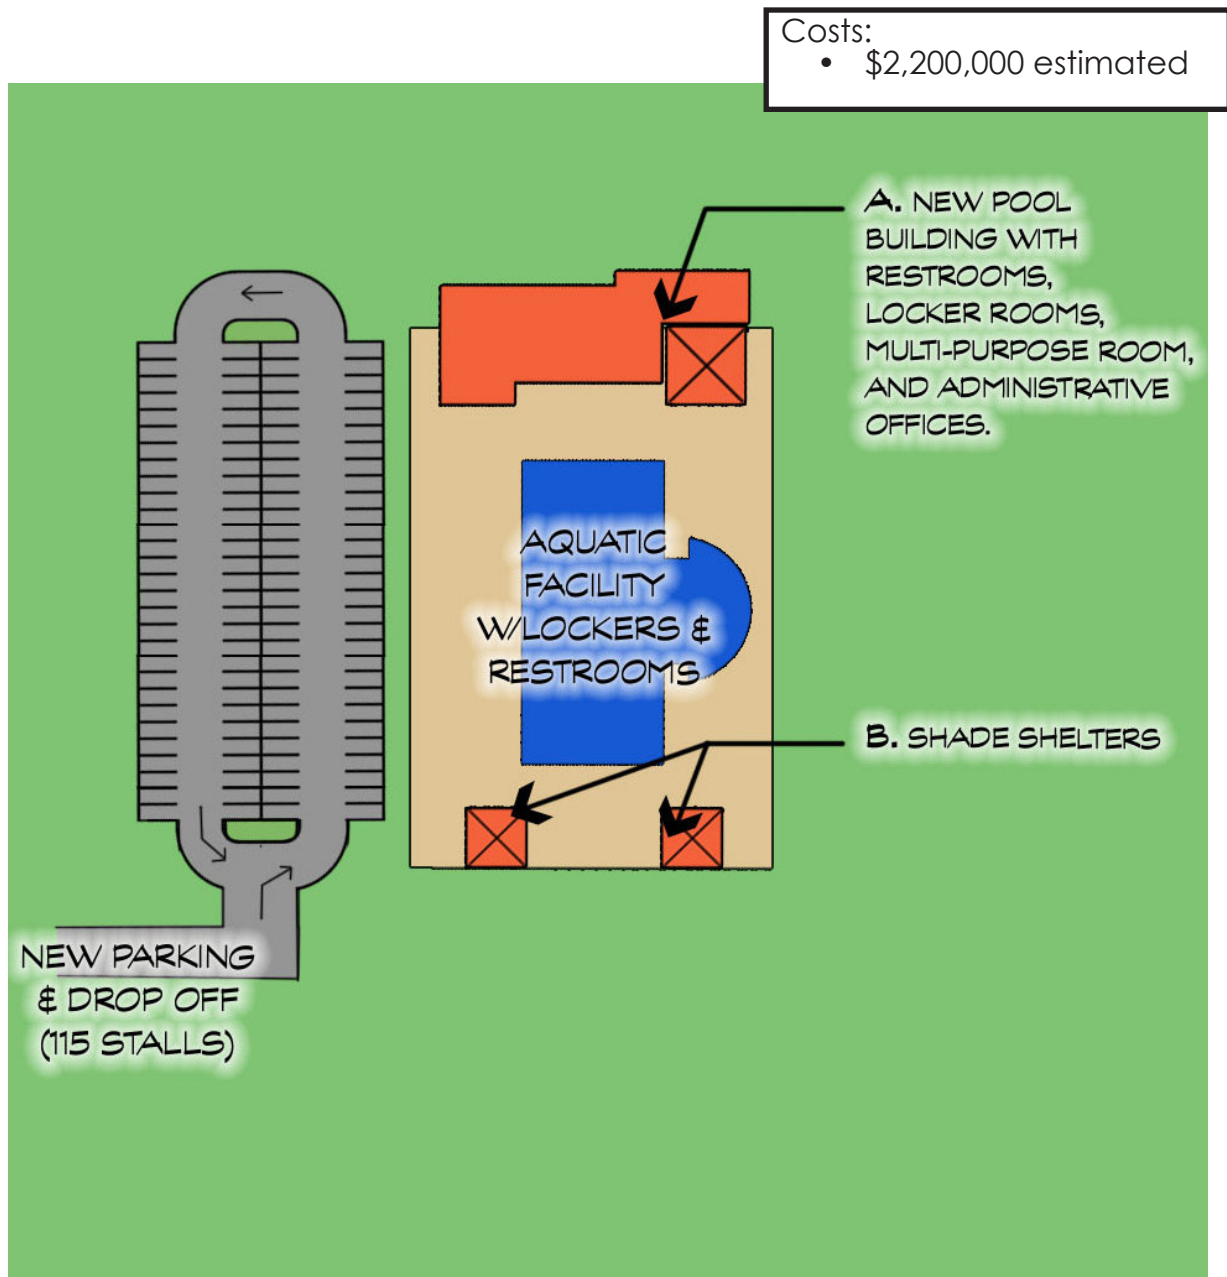 Costs:
• $2,200,000 estimated
A. NEW POOL
BUILDING WITH
RESTROOMS,
LOCKER ROOMS,
MULTI-PURPOSE ROOM,
AND ADMINISTRATIVE
OFFICES.
AQUATIC
FACILITY
W/LOCKERS &
RESTROOMS
B. SHADE SHELTERS
NEW PARKING
& DROP OFF
(115 STALLS)